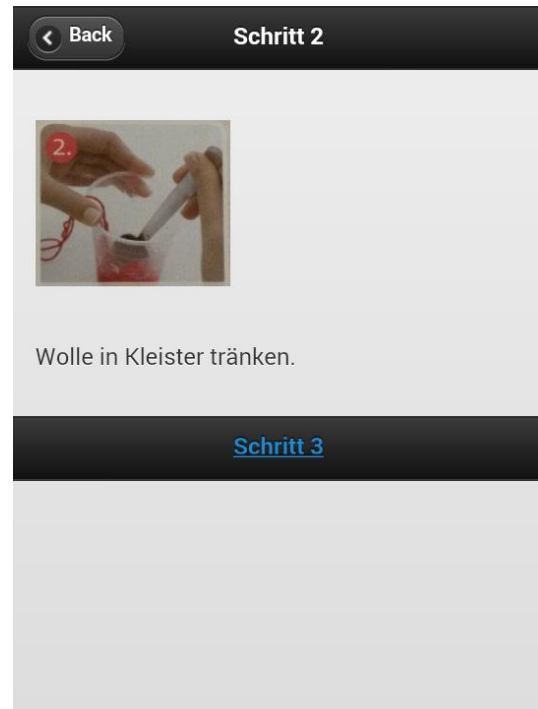 Back
Schritt 2
2.
Wolle in Kleister tränken.
Schritt 3